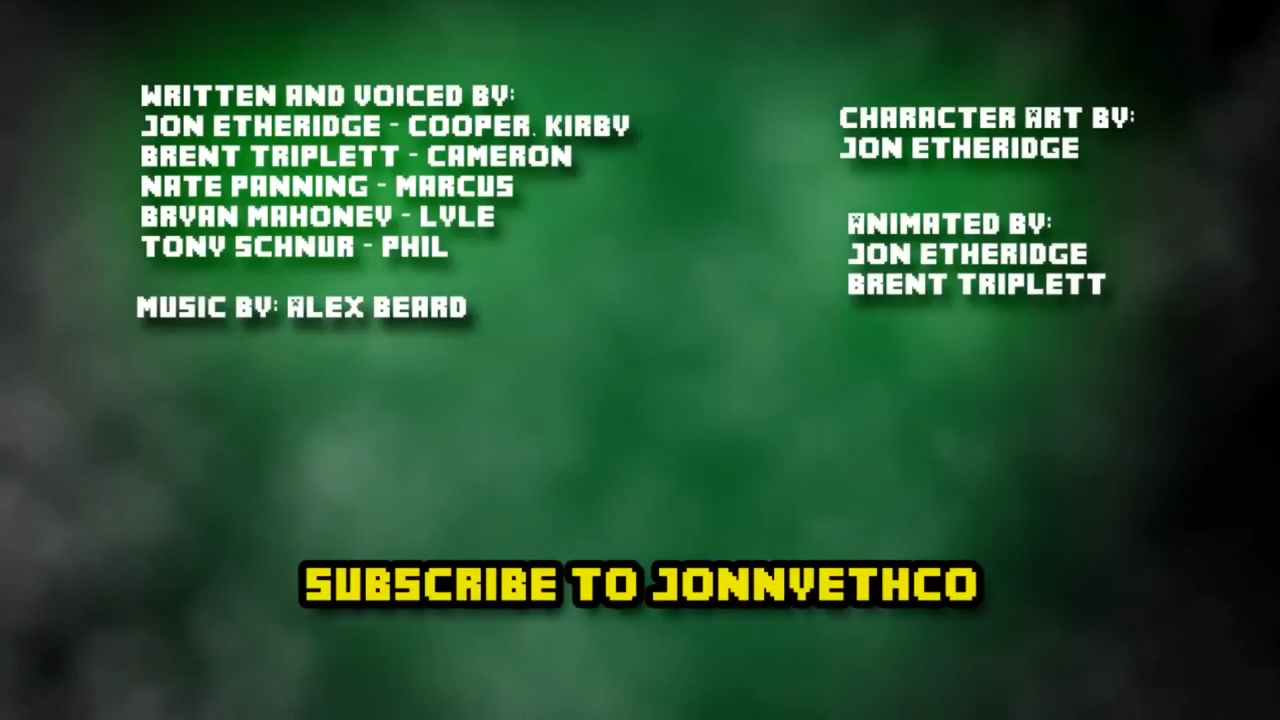 WRITTEN AND VOICED BY:
JON ETHERIDGE - COOPER, KIRBY
BRENT TRIPLETT - CAMERON
NATE PANNING - MARCUS
BRYAN MAHONEY - LYLE
TONY SCHNUR - PHIL
MUSIC BY: ALEX BEARD
CHARACTER ART BY:
JON ETHERIDGE
ANIMATED BY:
JON ETHERIDGE
BRENT TRIPLETT
SUBSCRIBE TO JONNYETHCO